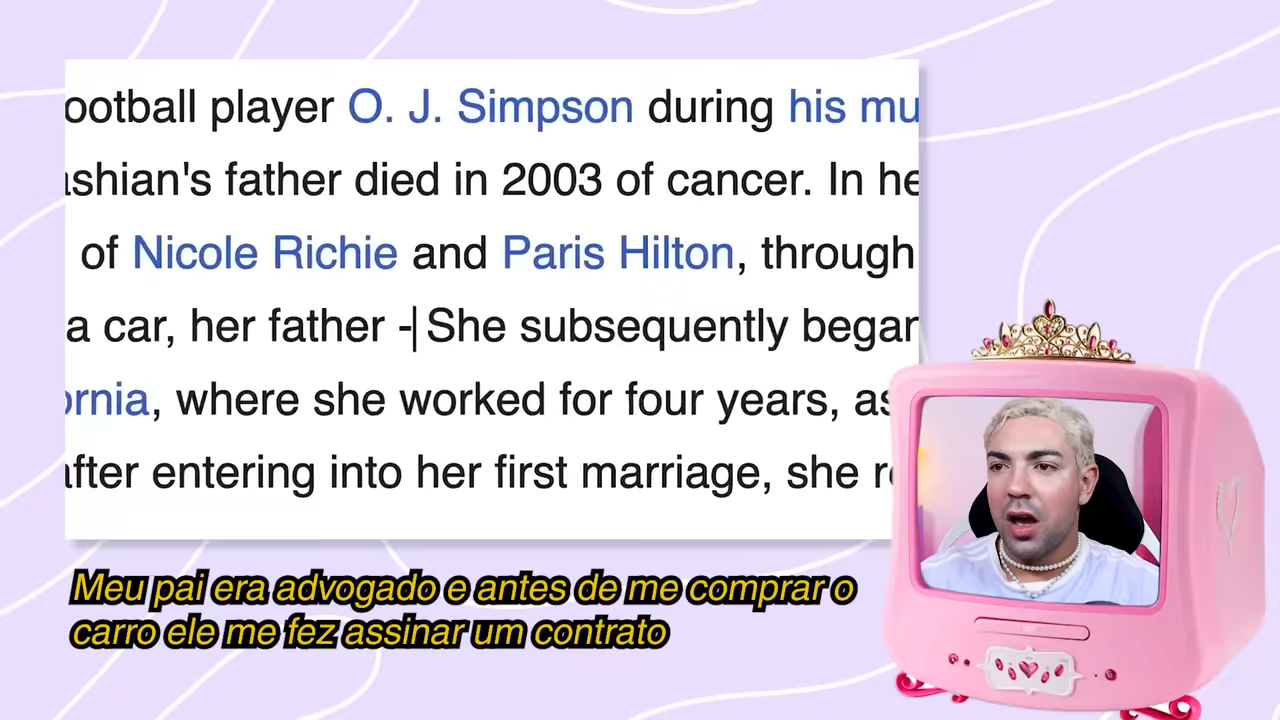 ootball player O. J. Simpson during his mu
ashian's father died in 2003 of cancer. In he
of Nicole Richie and Paris Hilton, through
a car, her father -|She subsequently began
ornia, where she worked for four years, as
after entering into her first marriage, she re
Meu pai era advogado e antes de me comprar o
carro ele me fez assinar um contrato